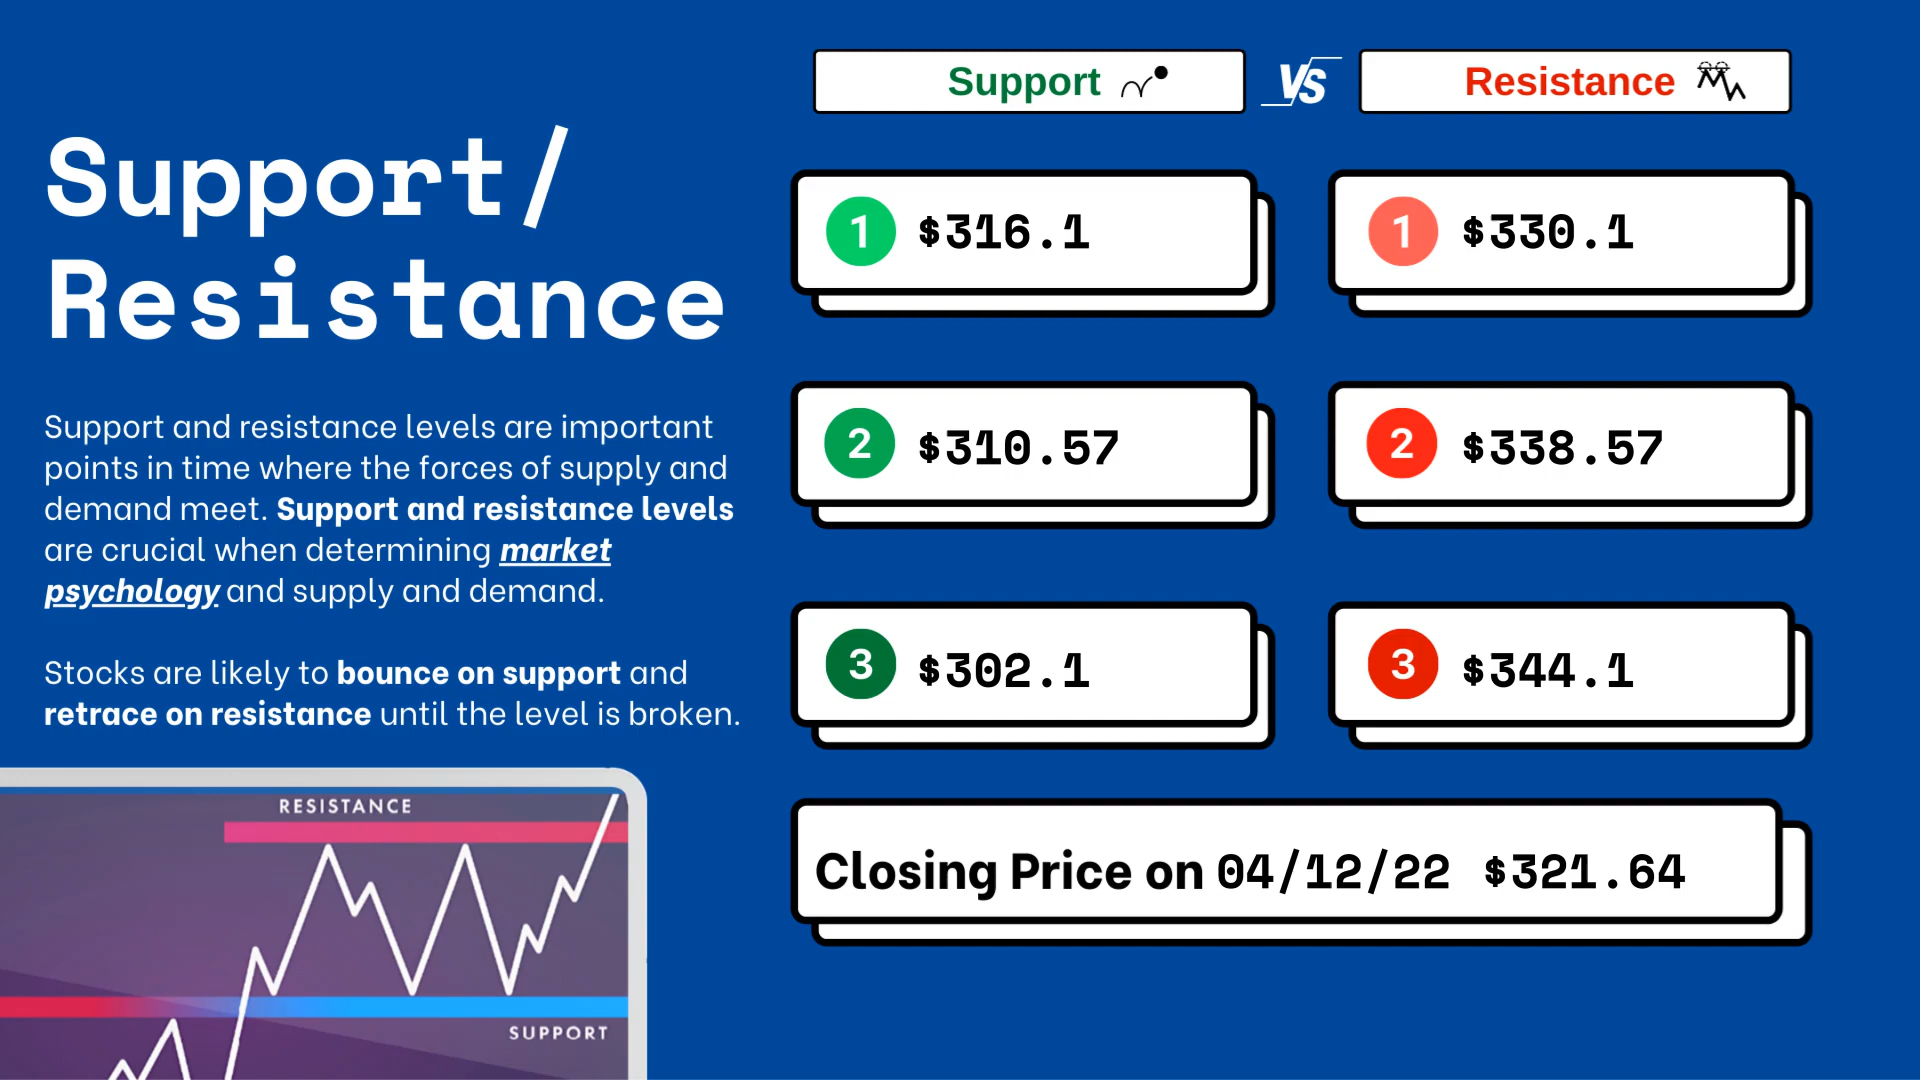 Support/
Resistance
Support and resistance levels are important
points in time where the forces of supply and
demand meet. Support and resistance levels
are crucial when determining market
psychology and supply and demand.
Stocks are likely to bounce on support and
retrace on resistance until the level is broken.
RESISTANCE
SUPPORT
Support VS Resistance
1 $316.1
1 $330.1
2 $310.57
2 $338.57
3 $302.1
3 $344.1
Closing Price on 04/12/22 $321.64